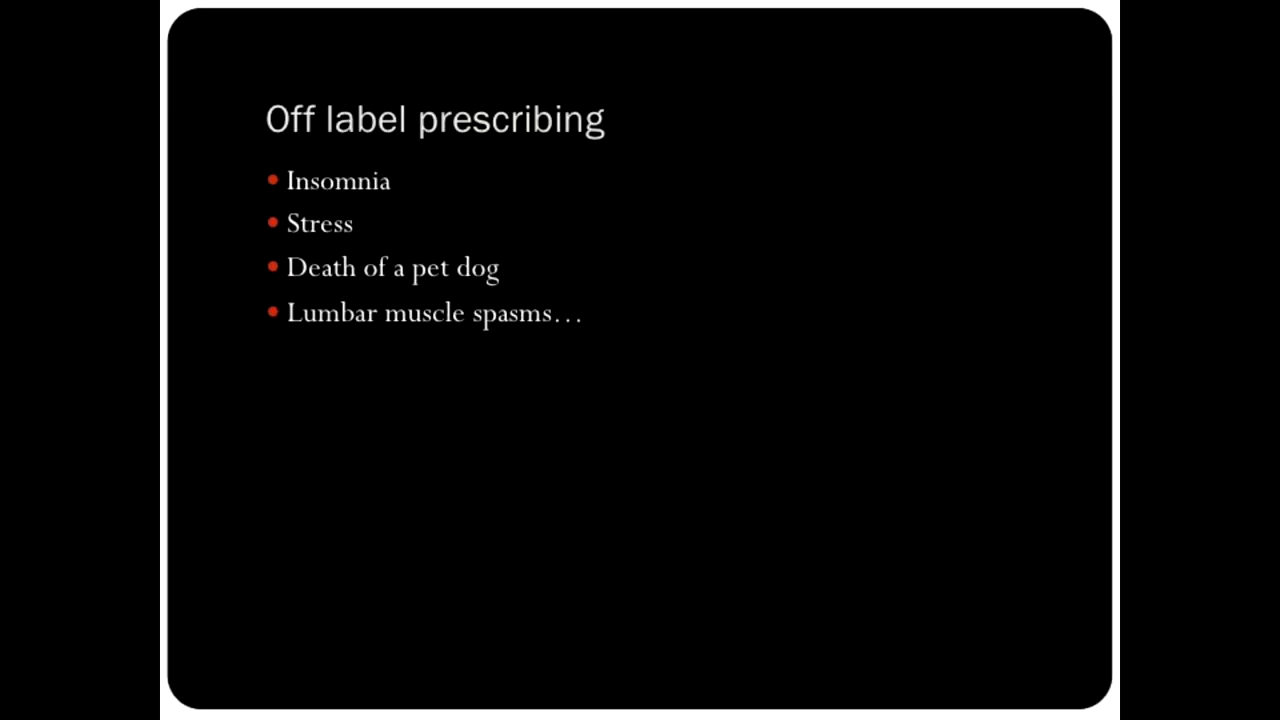 Off label prescribing
• Insomnia
• Stress
• Death of a pet dog
• Lumbar muscle spasms…